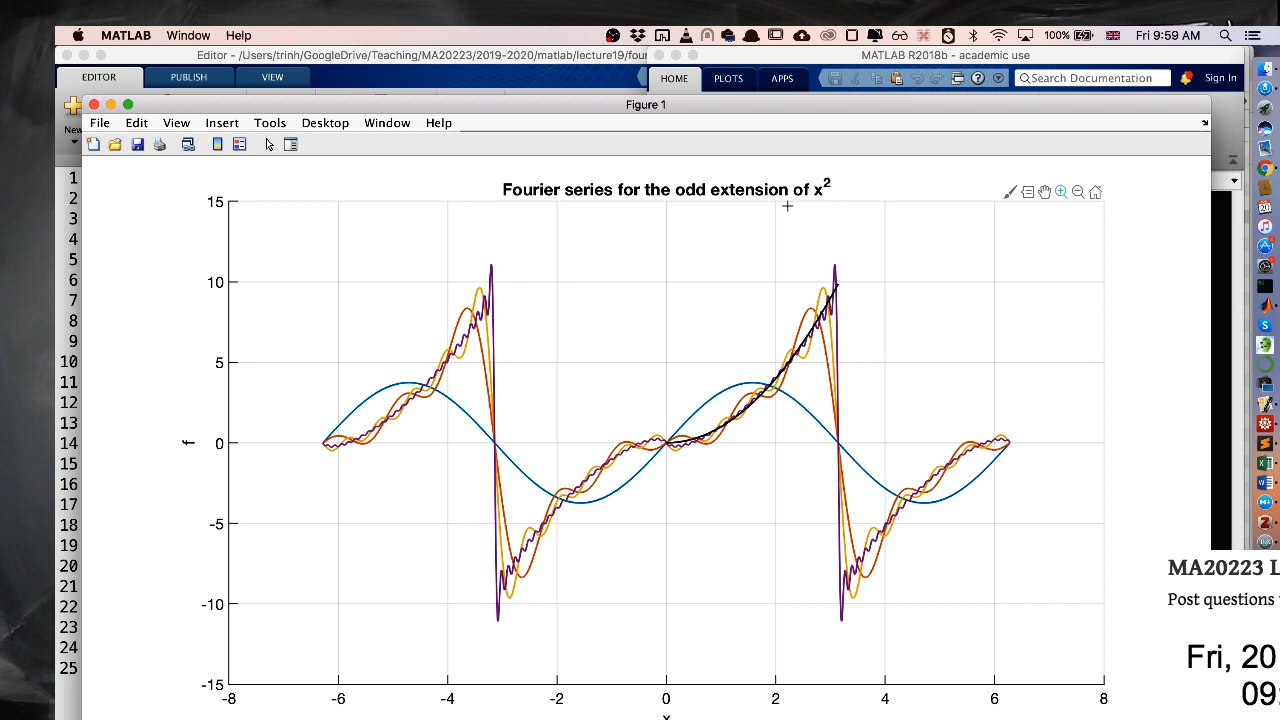 MATLAB Window Help 100% Fri 9:59 AM
Editor - /Users/trinh/GoogleDrive/Teaching/MA20223/2019-2020/matlab/lecture19/four
MATLAB R2018b - academic use
EDITOR PUBLISH VIEW
HOME PLOTS APPS Search Documentation Sign In
Figure 1
New
File Edit View Insert Tools Desktop Window Help
1
2
3
4
5
6
7
8
9
10
11
12
13
14
15
16
17
18
19
20
21
22
23
24
25
Fourier series for the odd extension of x²
15
10
5
0
-5
-10
-15
f
-8 -6 -4 -2 0 2 4 6 8
x
MA20223 L
Post questions
Fri, 20
09: